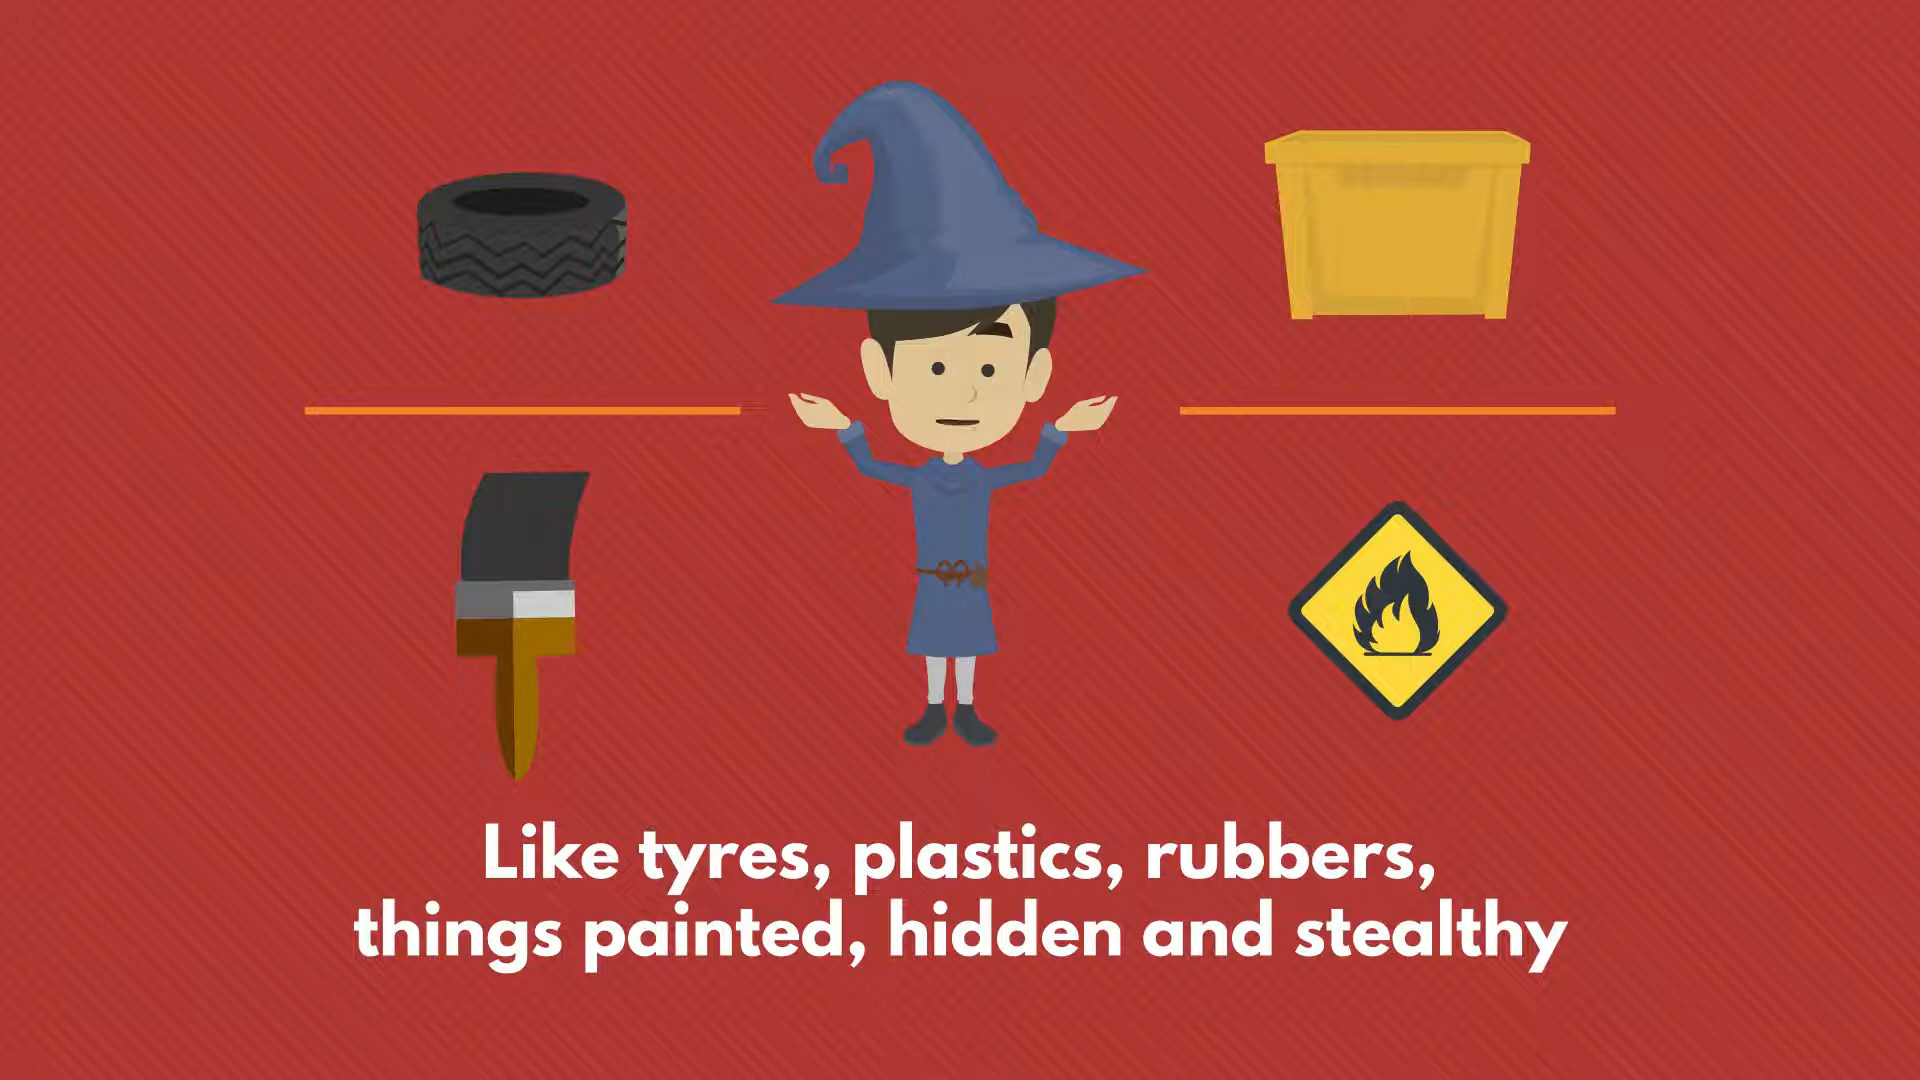 Like tyres, plastics, rubbers,
things painted, hidden and stealthy